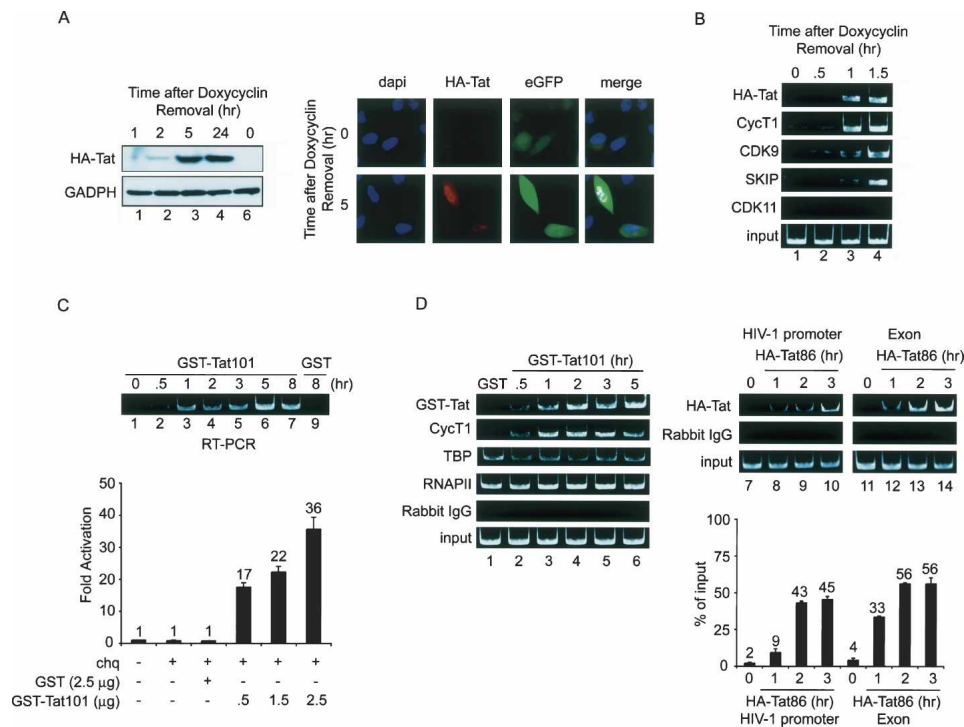 A
Time after Doxycyclin
Removal (hr)
1 2 5 24 0
HA-Tat
GADPH
1 2 3 4 6
dapi HA-Tat eGFP merge
Time after Doxycyclin
Removal (hr)
0
5
B
Time after Doxycyclin
Removal (hr)
0 .5 1 1.5
HA-Tat
CycT1
CDK9
SKIP
CDK11
input
1 2 3 4
C
GST-Tat101 GST
0 .5 1 2 3 5 8 8 (hr)
1 2 3 4 5 6 7 9
RT-PCR
Fold Activation
50
40
30
20
10
0
1 1 1 17 22 36
- + + + + + chq
GST (2.5 µg) +
GST-Tat101 (µg) .5 1.5 2.5
D
GST-Tat101 (hr)
GST .5 1 2 3 5
GST-Tat
CycT1
TBP
RNAPII
Rabbit IgG
input
1 2 3 4 5 6
HIV-1 promoter Exon
HA-Tat86 (hr) HA-Tat86 (hr)
0 1 2 3 0 1 2 3
HA-Tat
Rabbit IgG
input
7 8 9 10 11 12 13 14
% of input
100
75
50
25
0
2 9 43 45 4 33 56 56
0 1 2 3 0 1 2 3
HA-Tat86 (hr) HA-Tat86 (hr)
HIV-1 promoter Exon